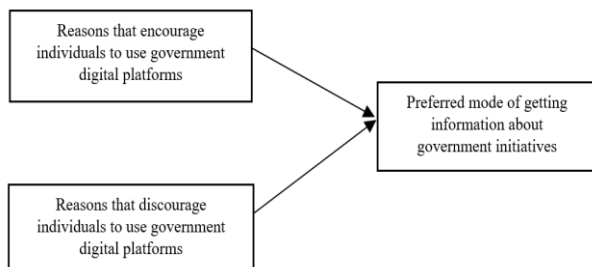 Reasons that encourage
individuals to use government
digital platforms
Preferred mode of getting
information about
government initiatives
Reasons that discourage
individuals to use government
digital platforms